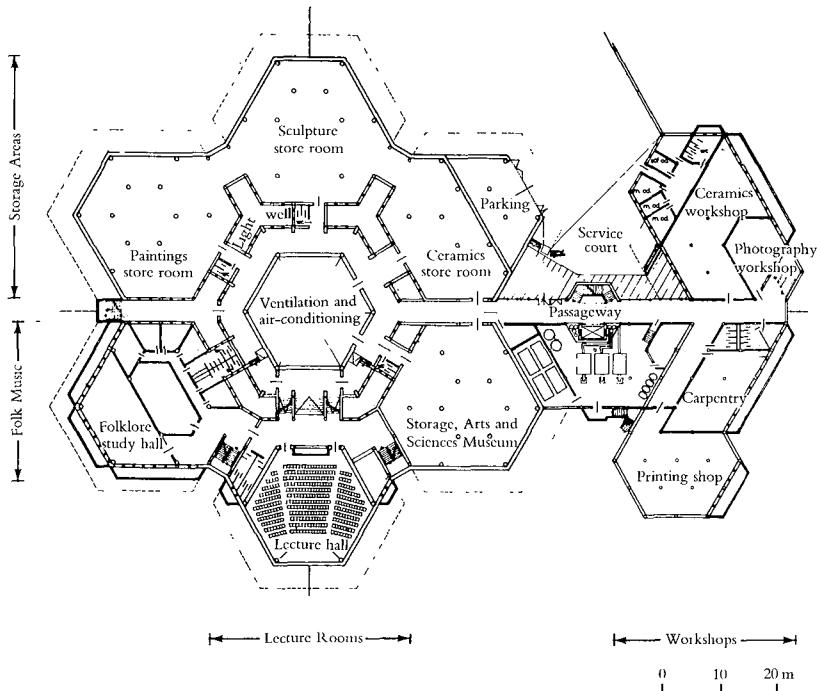 Sculpture
store room
Storage Areas
Parking
Ceramics
workshop
Light
well
Service
court
Paintings
store room
Ceramics
store room
Photography
workshop
Ventilation and
air-conditioning
Passageway
Folk Music
Folklore
study hall
Storage, Arts and
Sciences Museum
Carpentry
Printing shop
Lecture hall
Lecture Rooms
Workshops
0 10 20 m